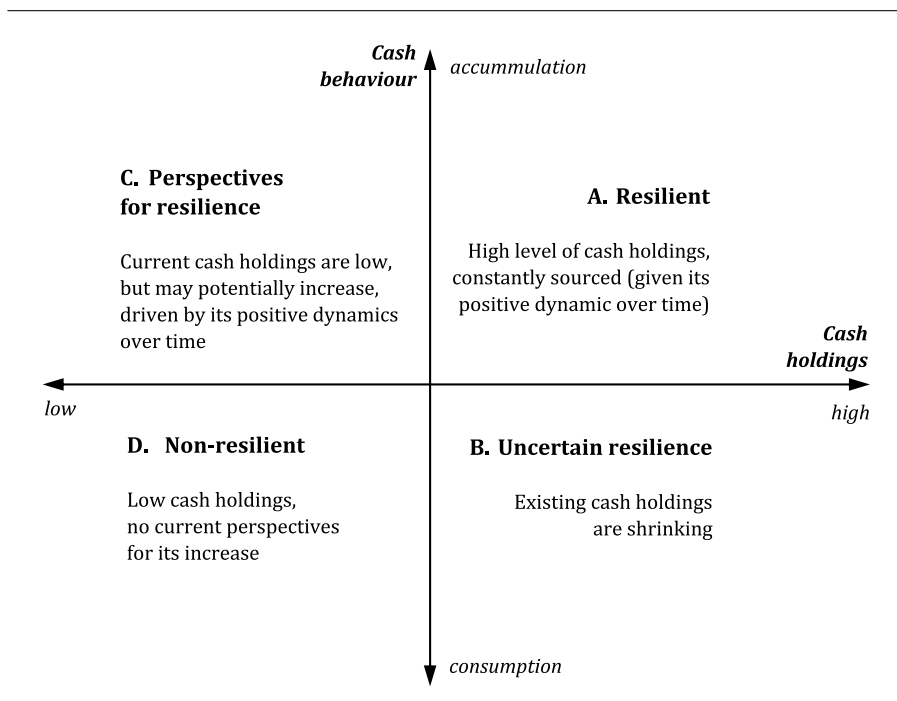 Cash
behaviour
accummulation
C. Perspectives
for resilience
Current cash holdings are low,
but may potentially increase,
driven by its positive dynamics
over time
A. Resilient
High level of cash holdings,
constantly sourced (given its
positive dynamic over time)
Cash
holdings
low
high
D. Non-resilient
Low cash holdings,
no current perspectives
for its increase
B. Uncertain resilience
Existing cash holdings
are shrinking
consumption